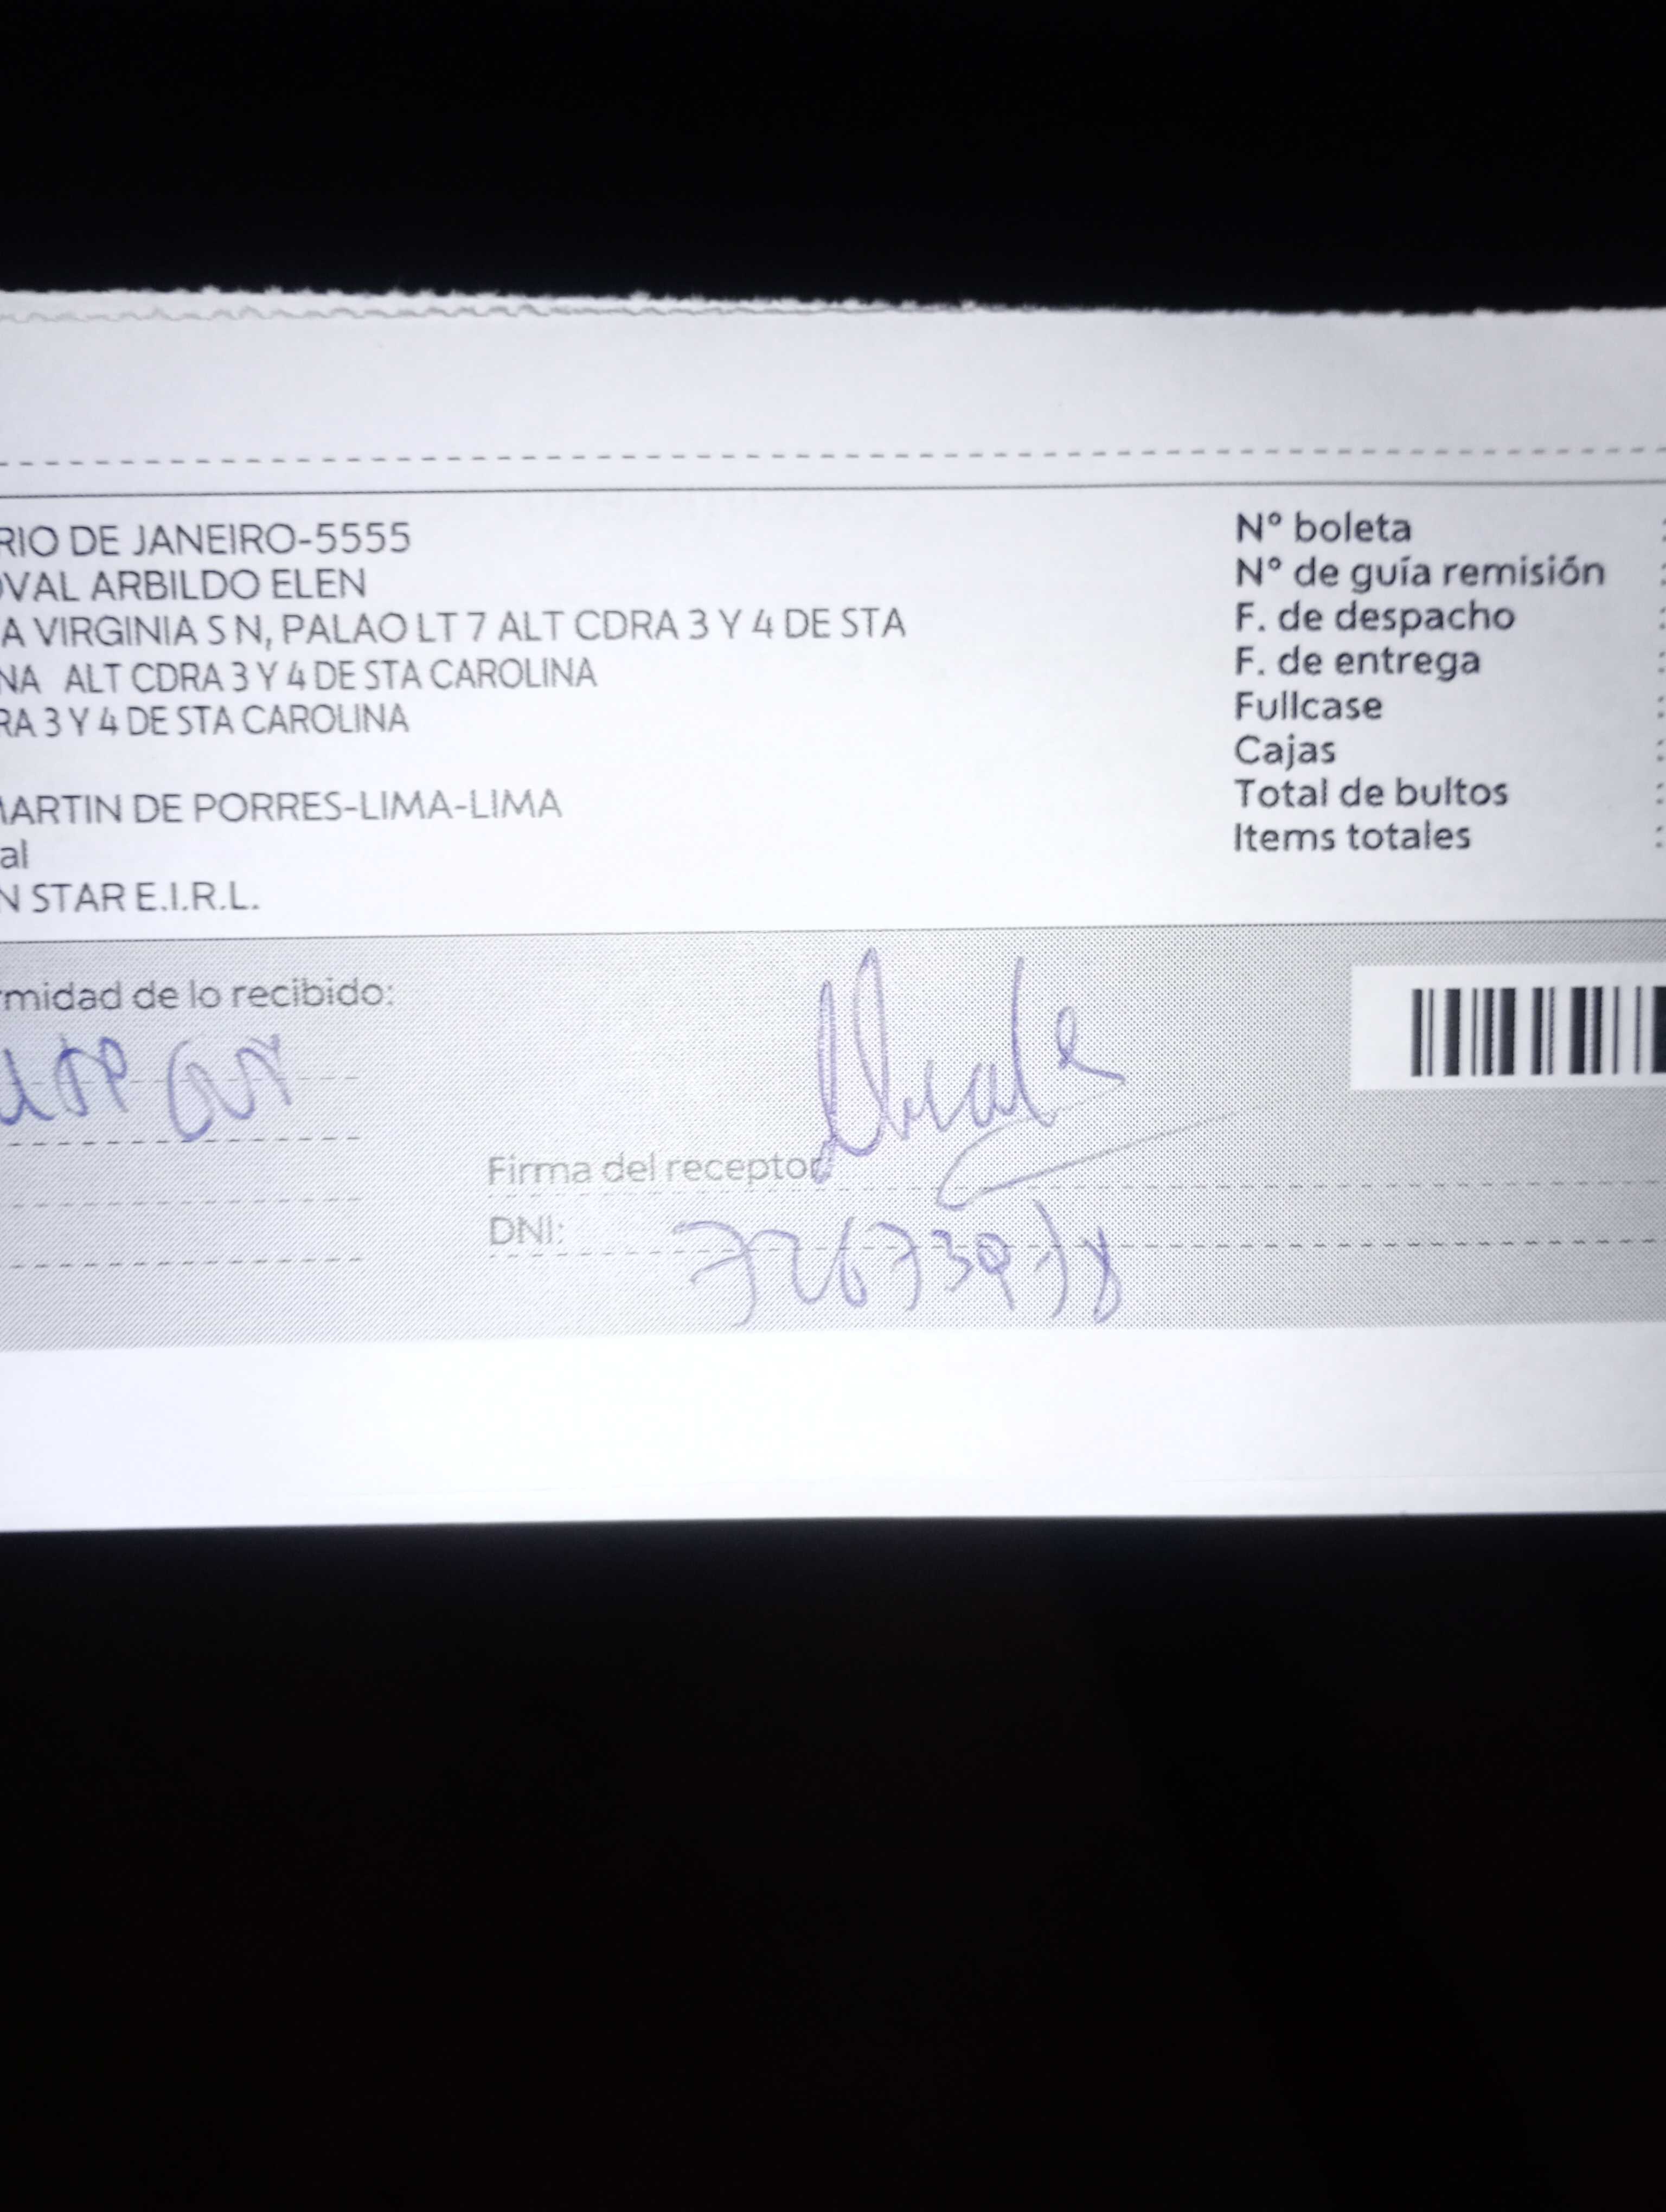 RIO DE JANEIRO-5555
OVAL ARBILDO ELEN
A VIRGINIA S N, PALAO LT 7 ALT CDRA 3 Y 4 DE STA
NA ALT CDRA 3 Y 4 DE STA CAROLINA
RA 3 Y 4 DE STA CAROLINA
MARTIN DE PORRES-LIMA-LIMA
al
N STAR E.I.R.L.
N° boleta :
N° de guía remisión :
F. de despacho :
F. de entrega :
Fullcase :
Cajas :
Total de bultos :
Items totales :
rmidad de lo recibido:
Firma del receptor:
DNI: 72673978